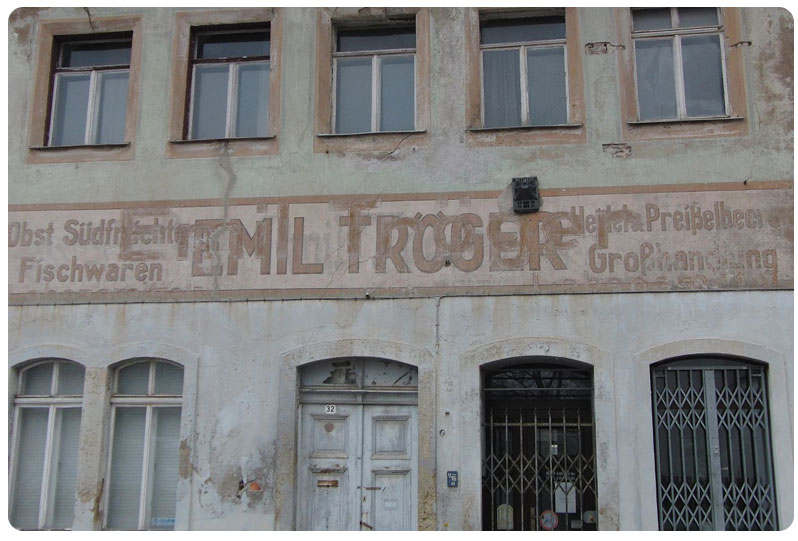 Obst Südfrüchte
Fischwaren
EMIL TRÖGER
Preißelbeer
Großhandlung
32